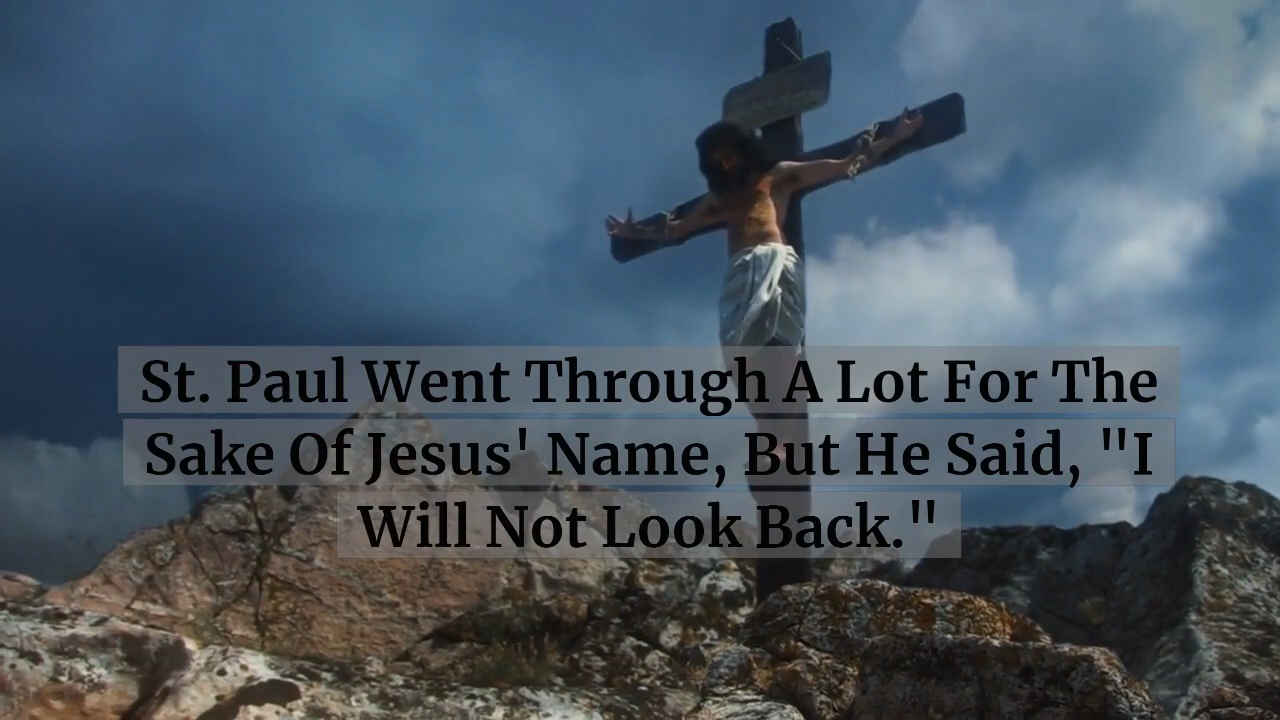 St. Paul Went Through A Lot For The
Sake Of Jesus' Name, But He Said, "I
Will Not Look Back."